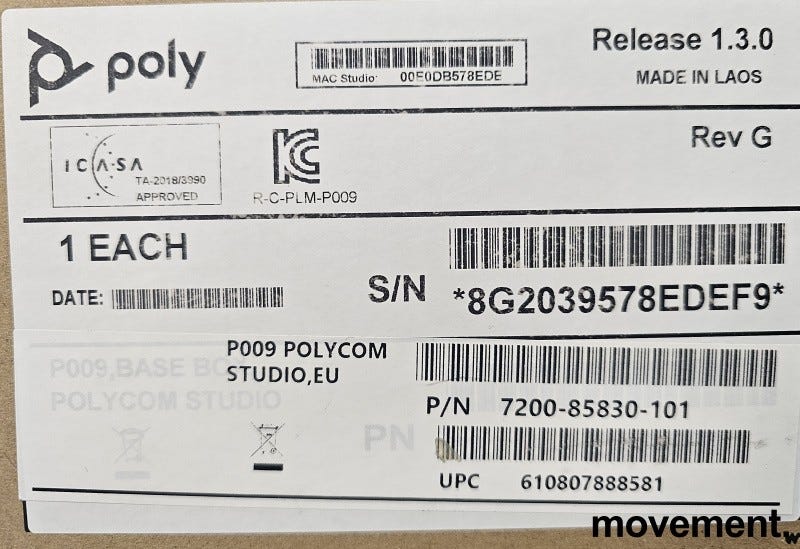 poly
MAC Studio: 00E0DB578EDE
Release 1.3.0
MADE IN LAOS
ICASA
TA-2018/3990
APPROVED
R-C-PLM-P009
Rev G
1 EACH
DATE:
S/N *8G2039578EDEF9*
P009,BASE BO
POLYCOM STUDIO
PN
P009 POLYCOM
STUDIO,EU
P/N 7200-85830-101
UPC 610807888581
movement